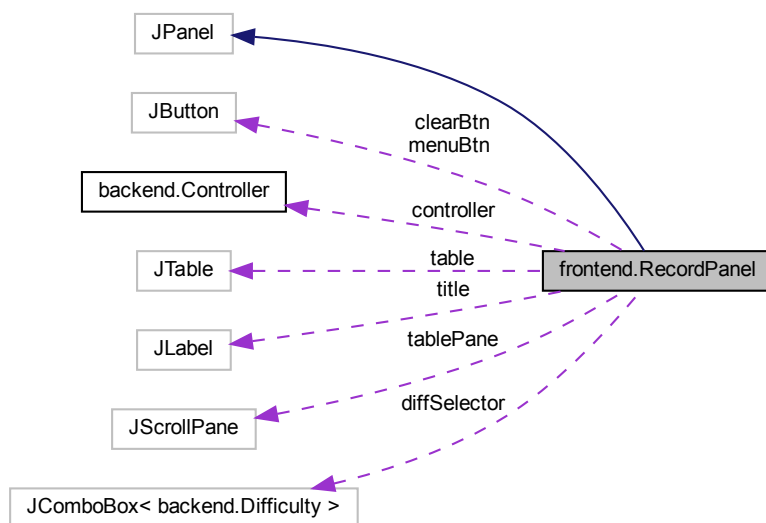 JPanel
JButton
clearBtn
menuBtn
backend.Controller
controller
JTable
table
frontend.RecordPanel
title
JLabel
tablePane
JScrollPane
diffSelector
JComboBox< backend.Difficulty >